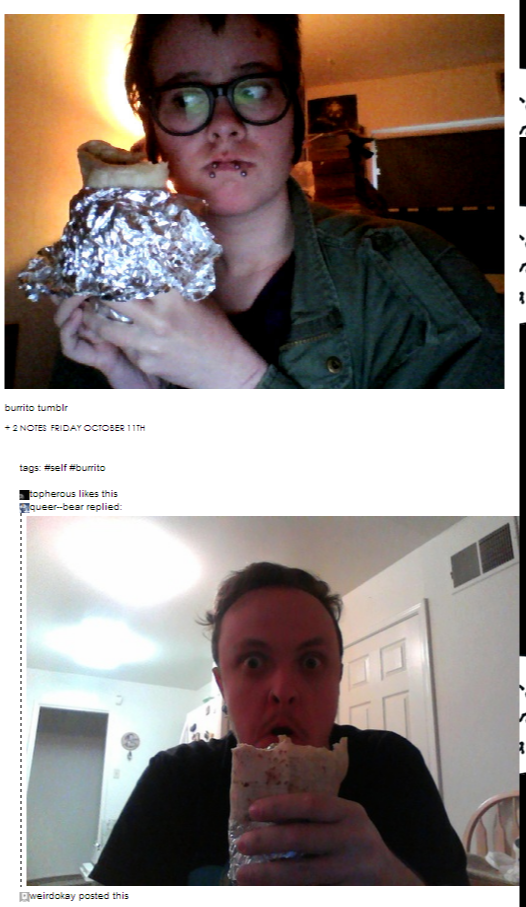 burrito tumblr
+ 2 NOTES FRIDAY OCTOBER 11TH
tags: #self #burrito
topherous likes this
queer--bear replied:
weirdokay posted this